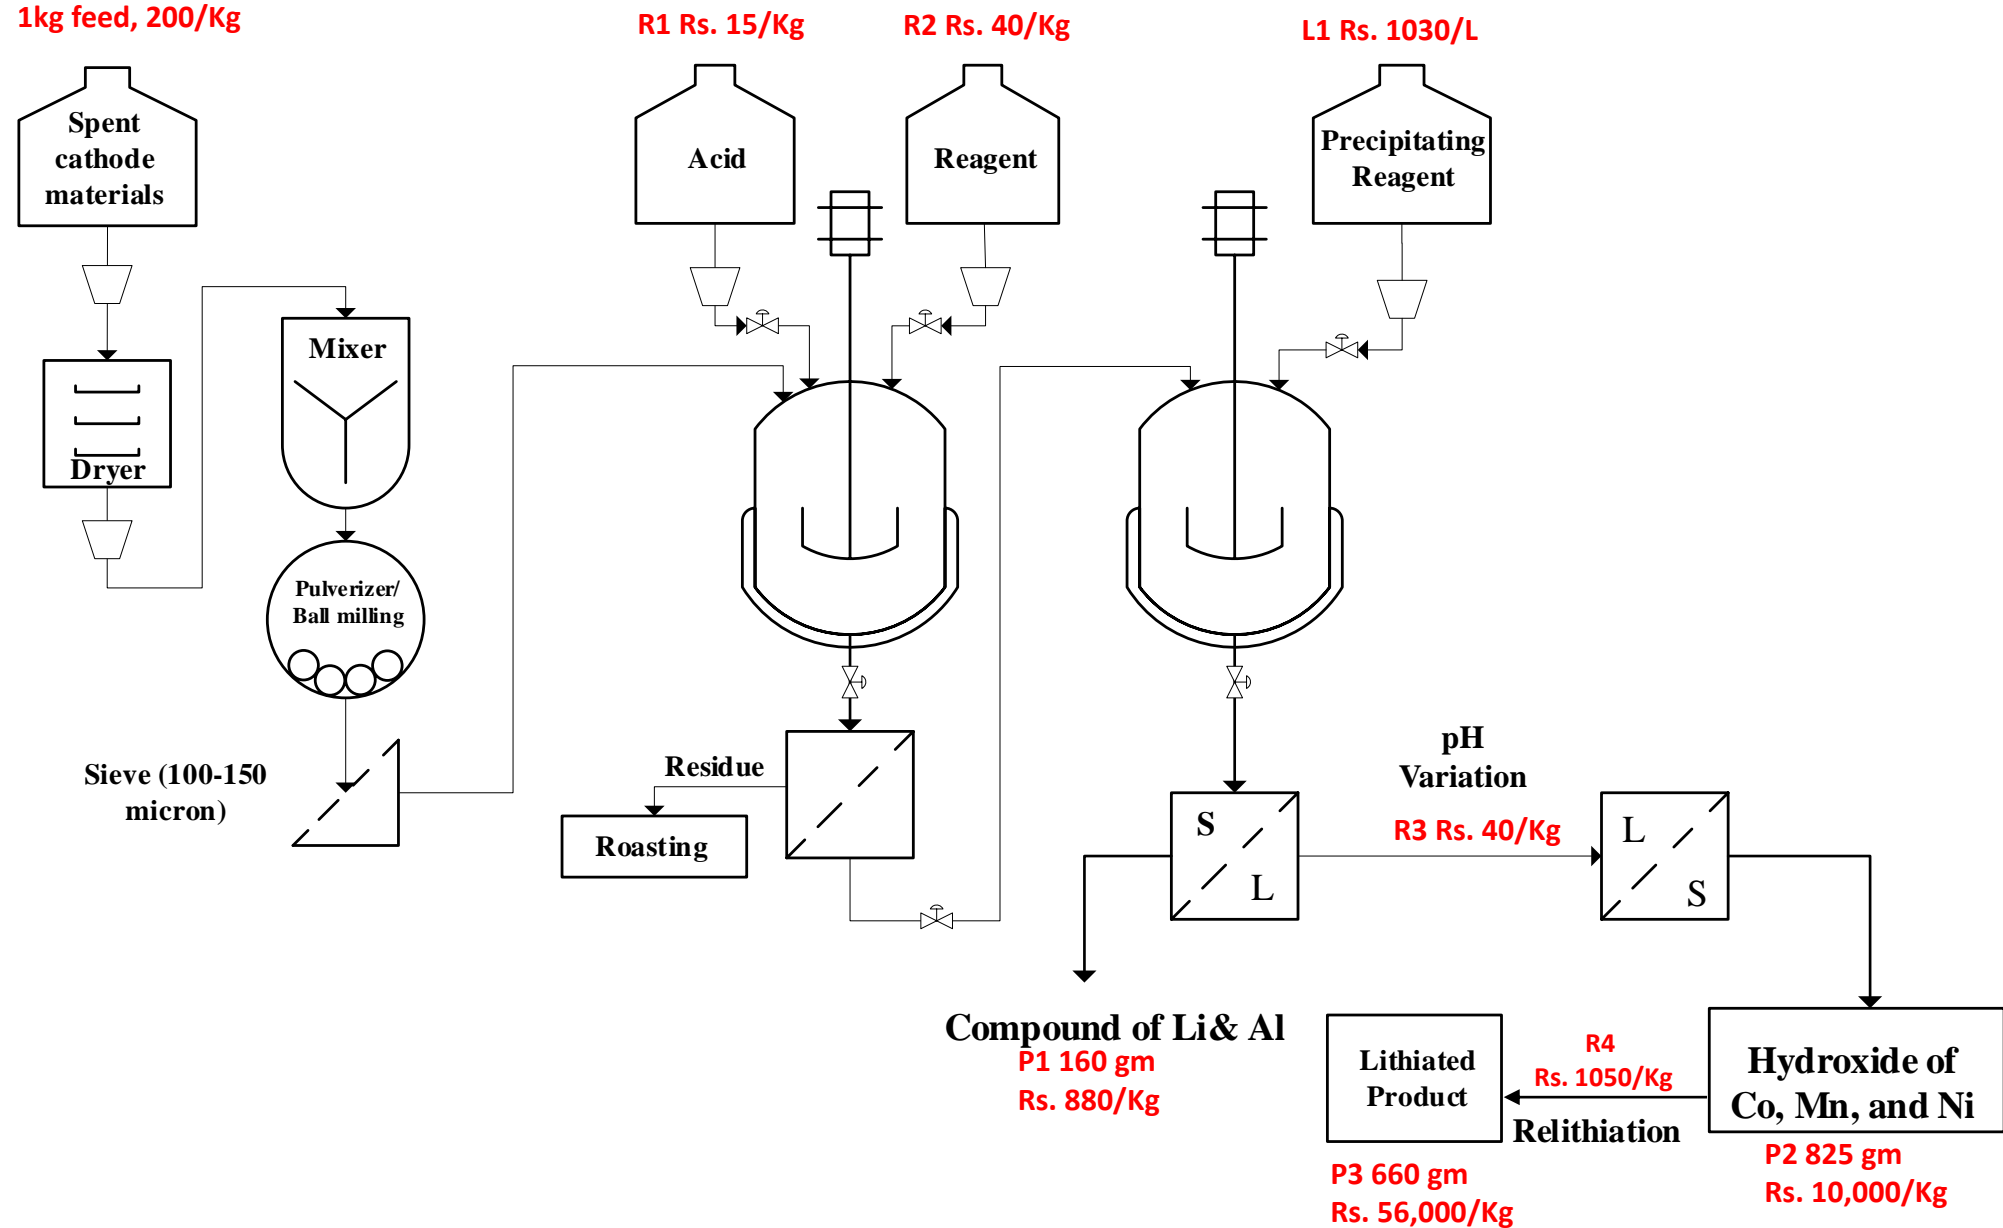 1kg feed, 200/Kg
R1 Rs. 15/Kg
R2 Rs. 40/Kg
L1 Rs. 1030/L
Spent
cathode
materials
Acid
Reagent
Precipitating
Reagent
Mixer
Dryer
Pulverizer/
Ball milling
Sieve (100-150
micron)
Residue
Roasting
pH
Variation
R3 Rs. 40/Kg
S
L
L
S
Compound of Li& Al
P1 160 gm
Rs. 880/Kg
Lithiated
Product
R4
Rs. 1050/Kg
Relithiation
Hydroxide of
Co, Mn, and Ni
P3 660 gm
Rs. 56,000/Kg
P2 825 gm
Rs. 10,000/Kg